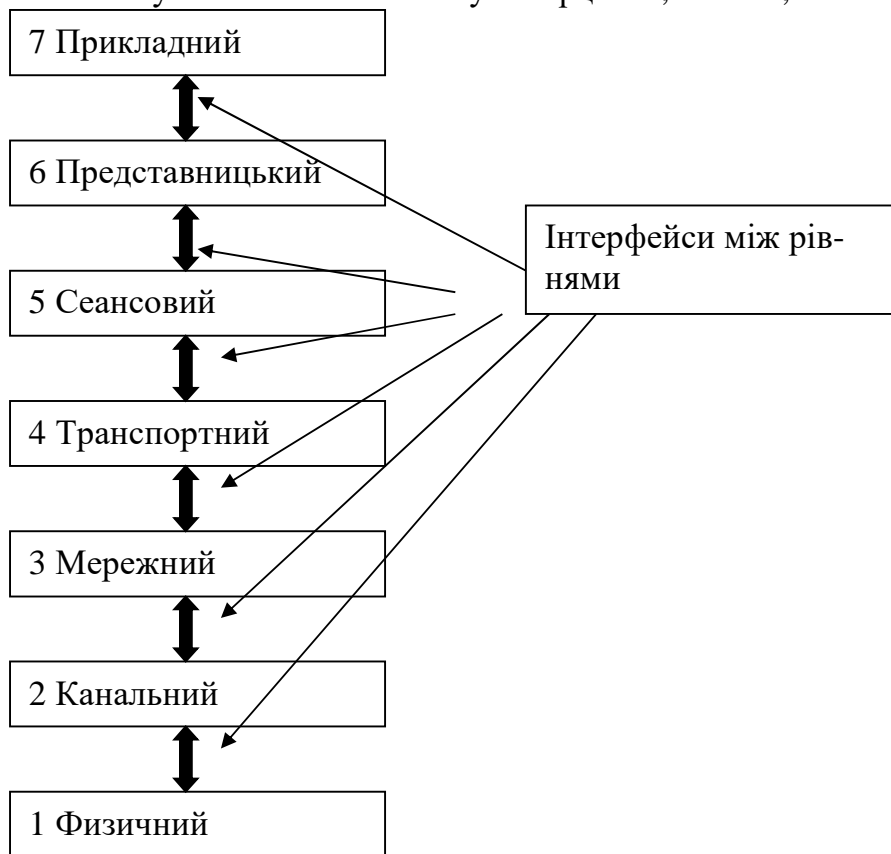 7 Прикладний
6 Представницький
Інтерфейси між рів-
нями
5 Сеансовий
4 Транспортний
3 Мережний
2 Канальний
1 Физичний